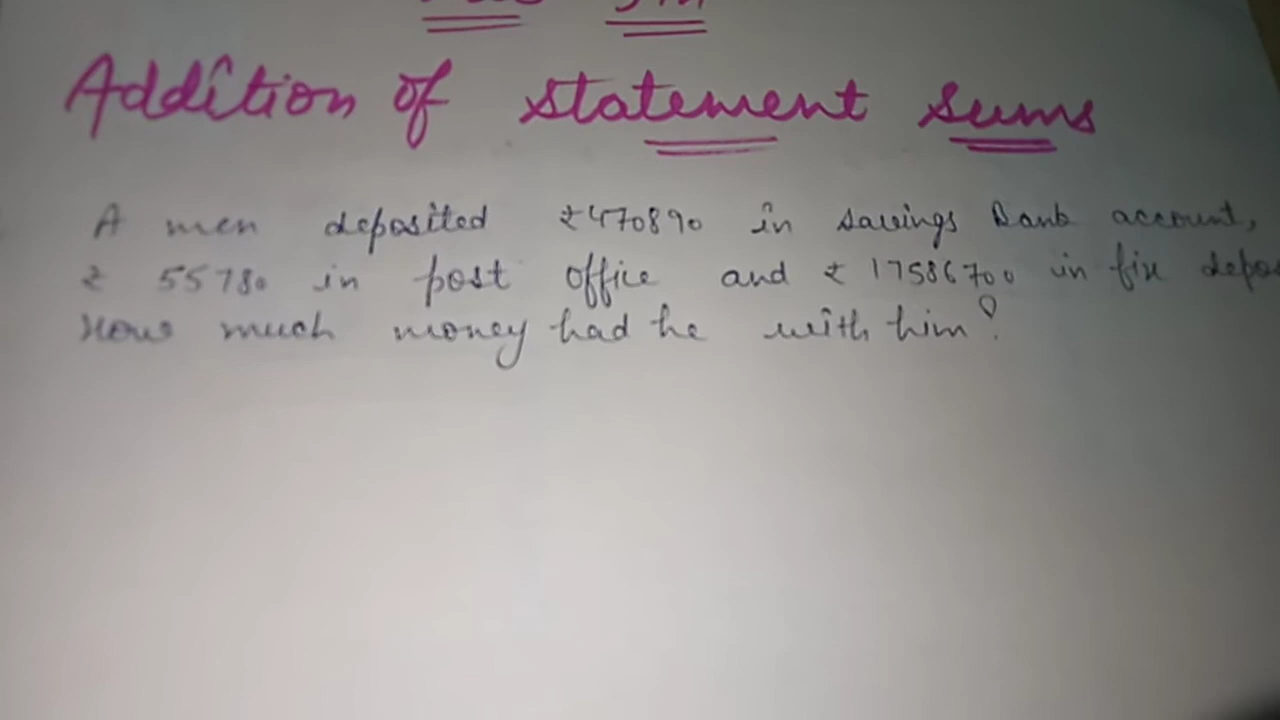 Addition of statement sums
A men deposited ₹470890 in savings Bank account,
₹ 55780 in post office and ₹ 17586700 in fix
How much money had he with him?